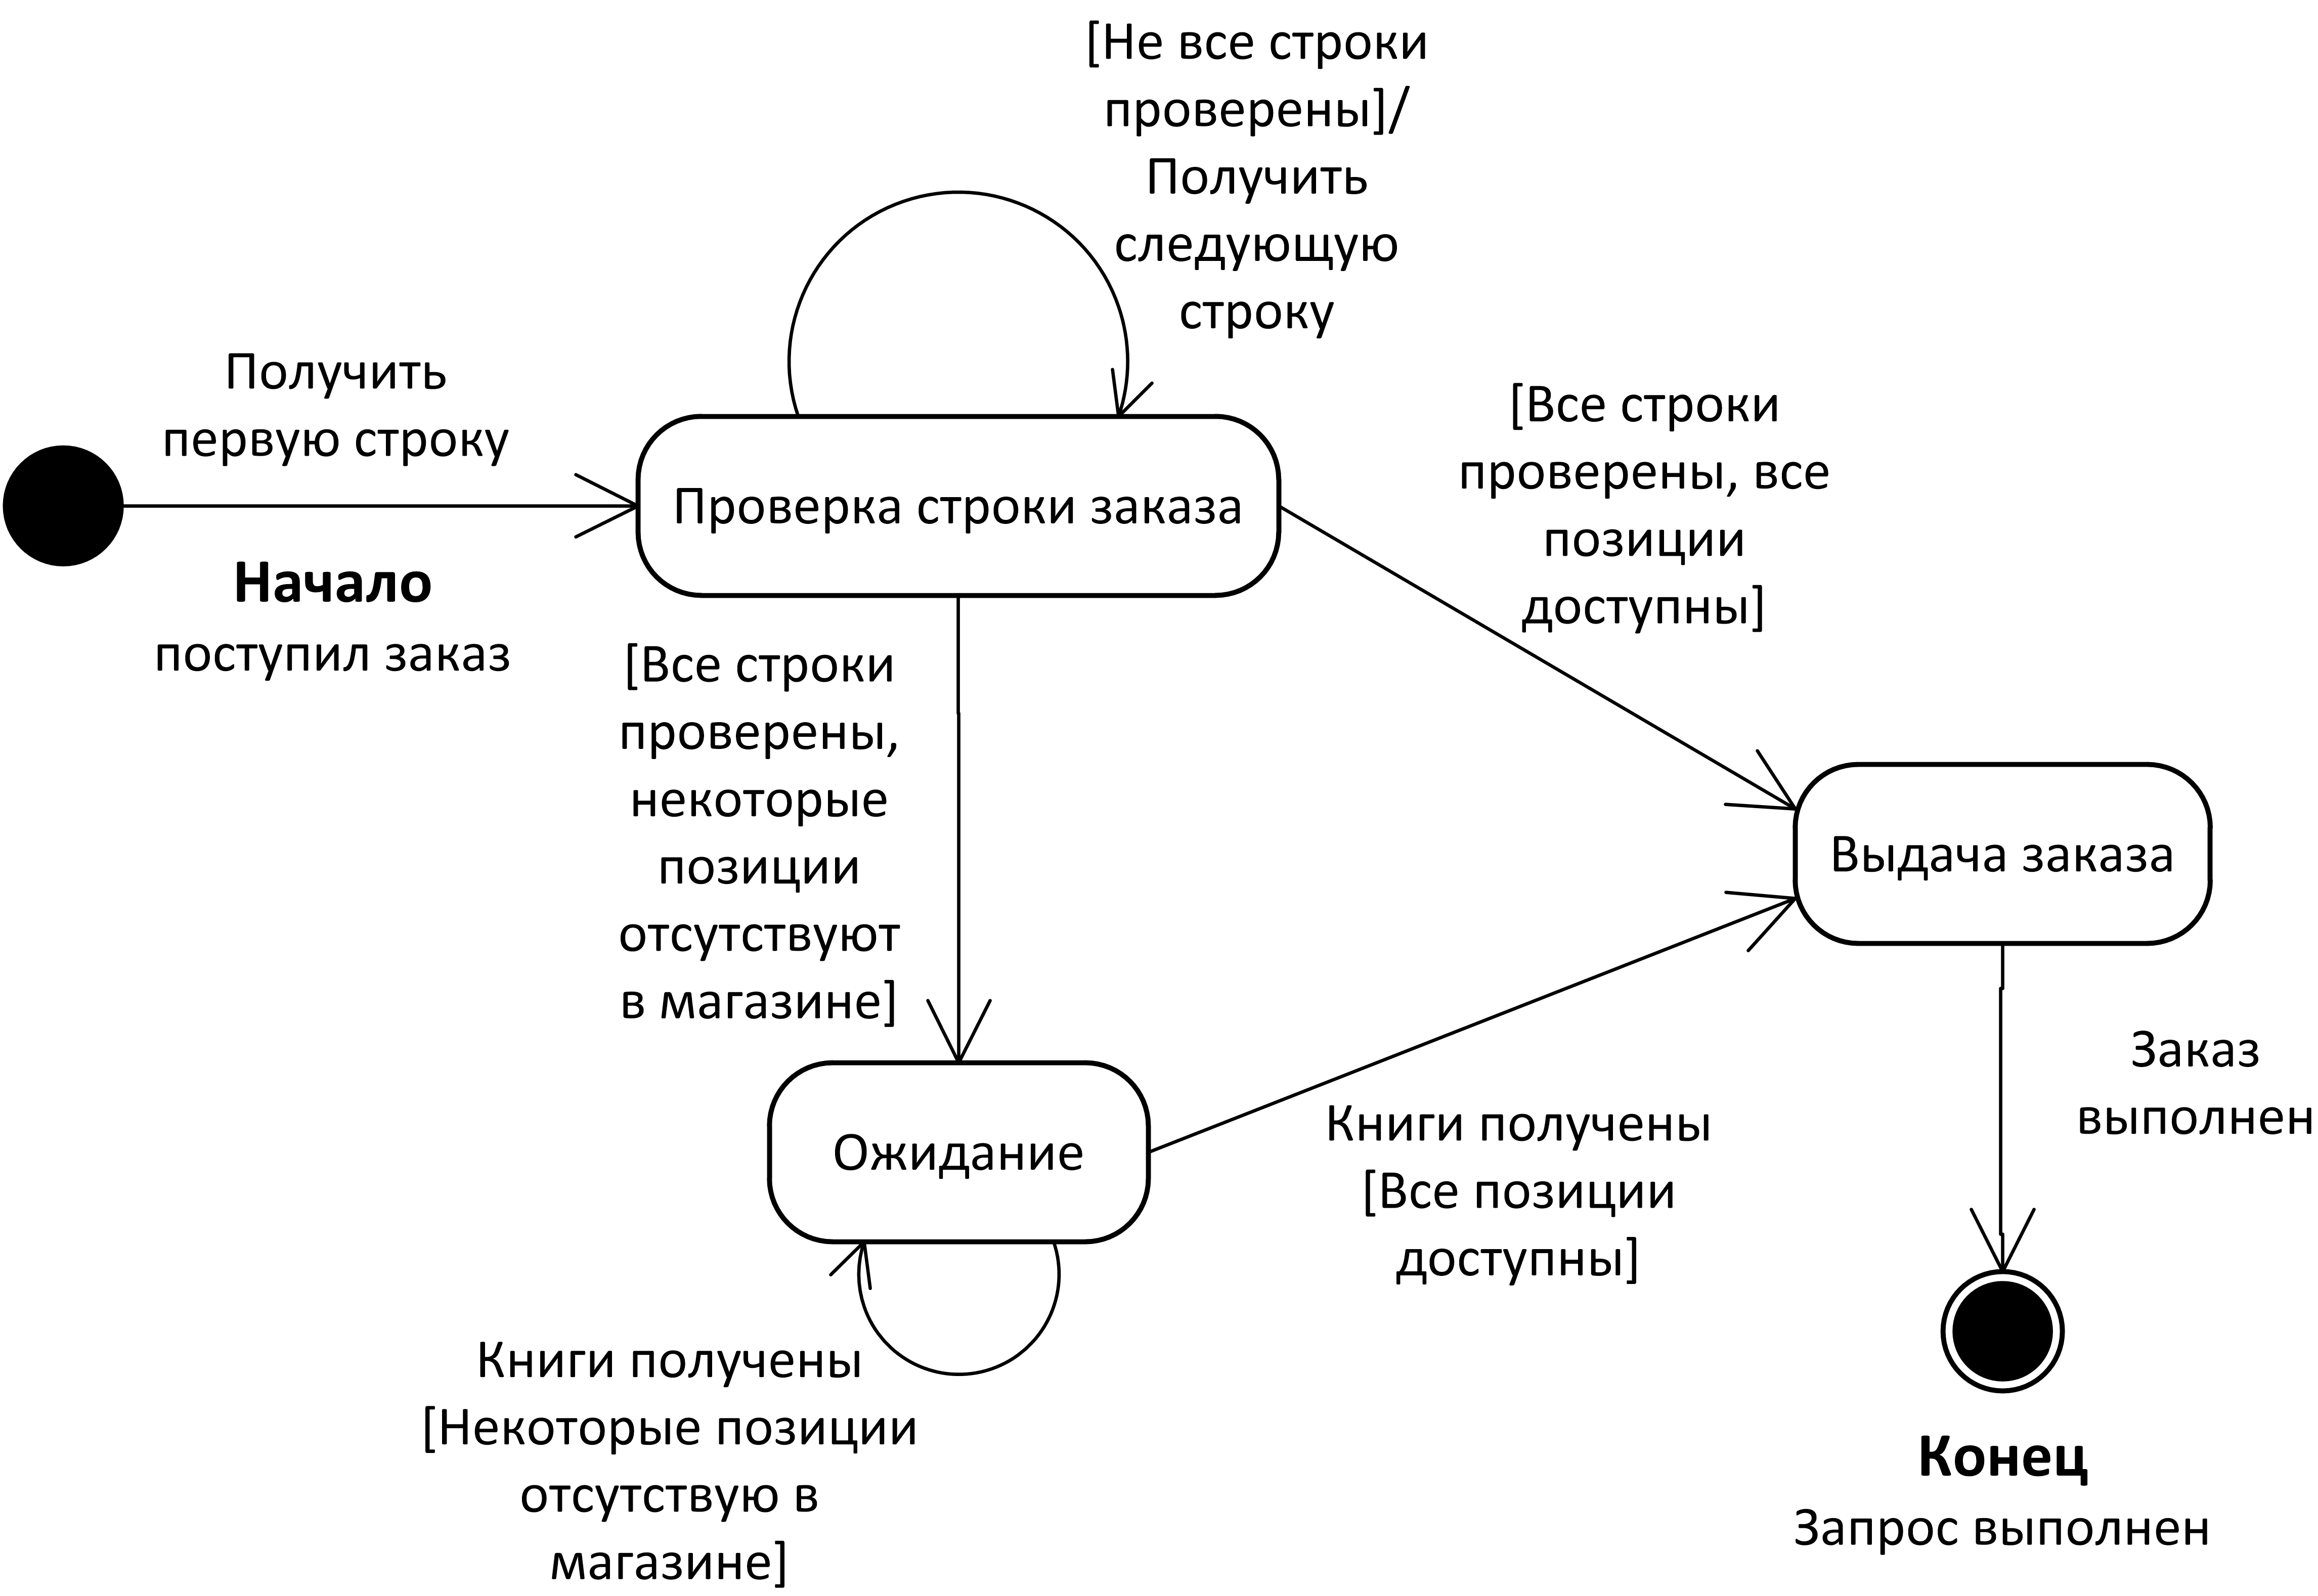 [Не все строки
проверены]/
Получить
следующую
строку
Получить
первую строку
Начало
поступил заказ
Проверка строки заказа
[Все строки
проверены, все
позиции
доступны]
[Все строки
проверены,
некоторые
позиции
отсутствуют
в магазине]
Выдача заказа
Ожидание
Книги получены
[Все позиции
доступны]
Заказ
выполнен
Книги получены
[Некоторые позиции
отсутствую в
магазине]
Конец
Запрос выполнен